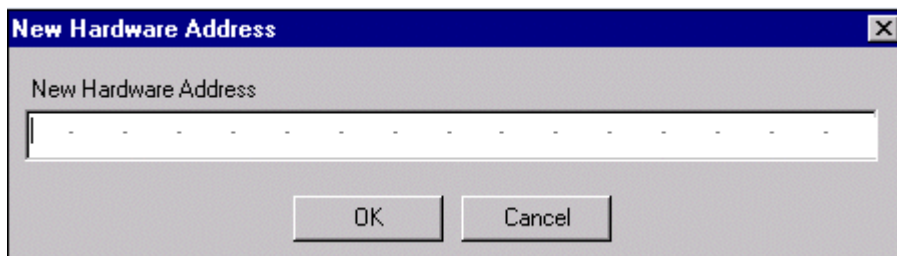 New Hardware Address
New Hardware Address
- - - - - - - - - - - - - - -
OK Cancel